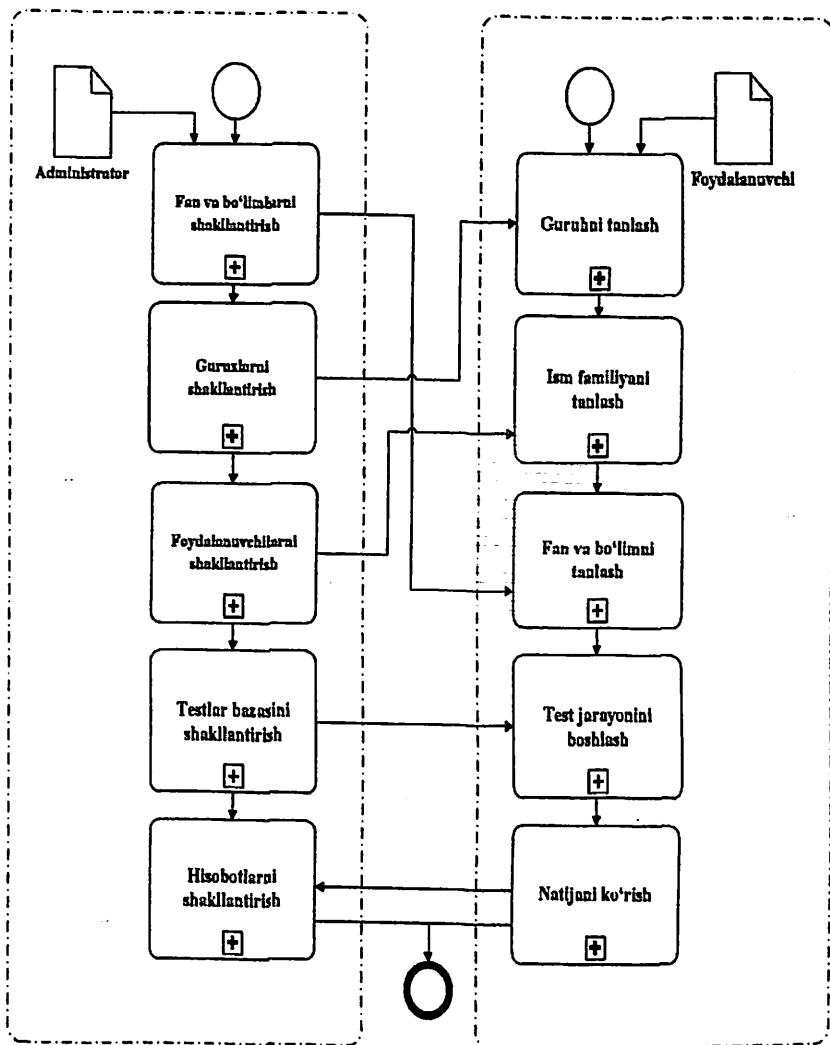 Administrator
Fan va bo'limlarni
shakllantirish
Guruxlarni
shakllantirish
Foydalanuvchilarni
shakllantirish
Testlar bazasini
shakllantirish
Hisobotlarni
shakllantirish
Foydalanuvchi
Guruhni tanlash
Ism familiyani
tanlash
Fan va bo'limni
tanlash
Test jarayonini
boshlash
Natijani ko'rish